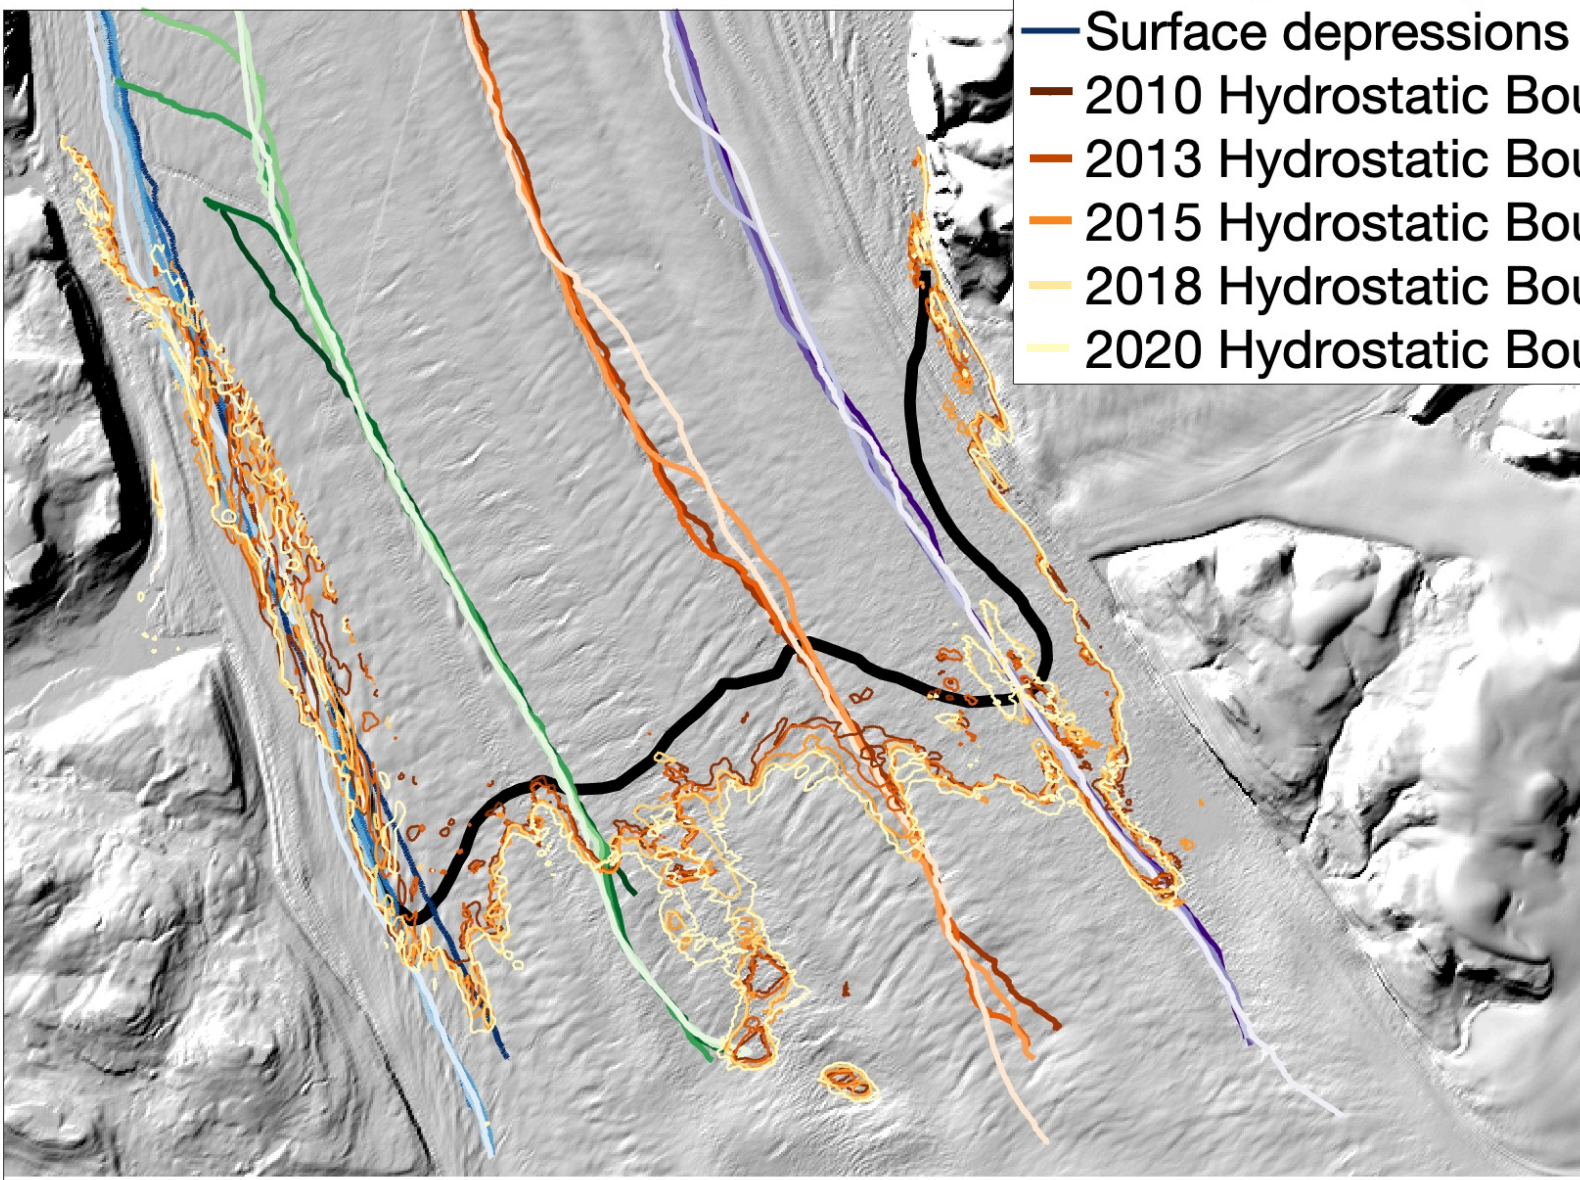 Surface depressions
2010 Hydrostatic Bou
2013 Hydrostatic Bou
2015 Hydrostatic Bou
2018 Hydrostatic Bou
2020 Hydrostatic Bou